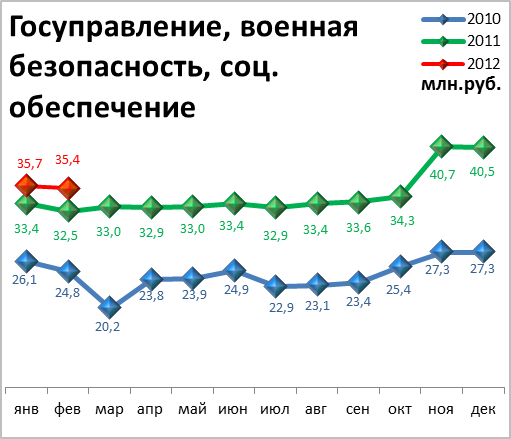 Госуправление, военная
безопасность, соц.
обеспечение
2010
2011
2012
млн.руб.
35,7 35,4
33,4 32,5 33,0 32,9 33,0 33,4 32,9 33,4 33,6 34,3 40,7 40,5
26,1 24,8 20,2 23,8 23,9 24,9 22,9 23,1 23,4 25,4 27,3 27,3
янв фев мар апр май июн июл авг сен окт ноя дек